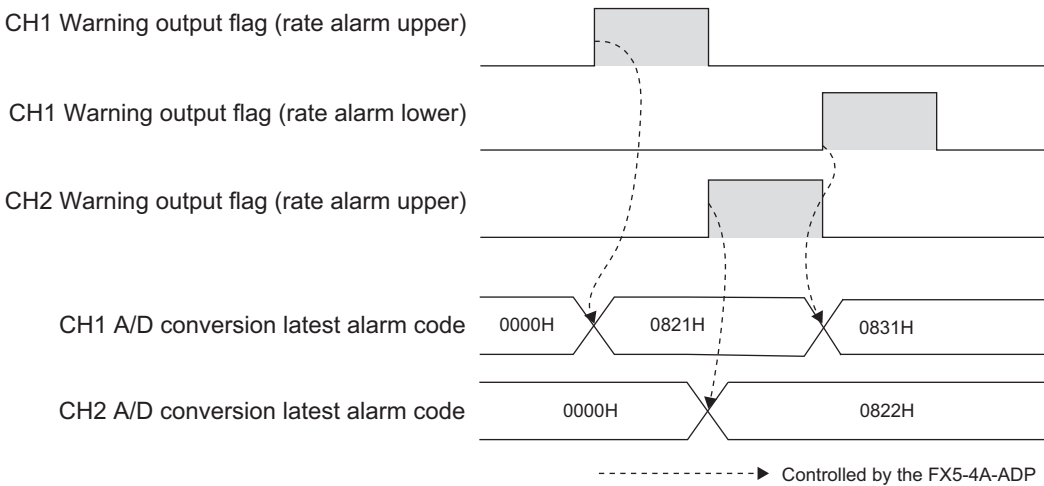 CH1 Warning output flag (rate alarm upper)
CH1 Warning output flag (rate alarm lower)
CH2 Warning output flag (rate alarm upper)
CH1 A/D conversion latest alarm code
0000H
0821H
0831H
CH2 A/D conversion latest alarm code
0000H
0822H
Controlled by the FX5-4A-ADP